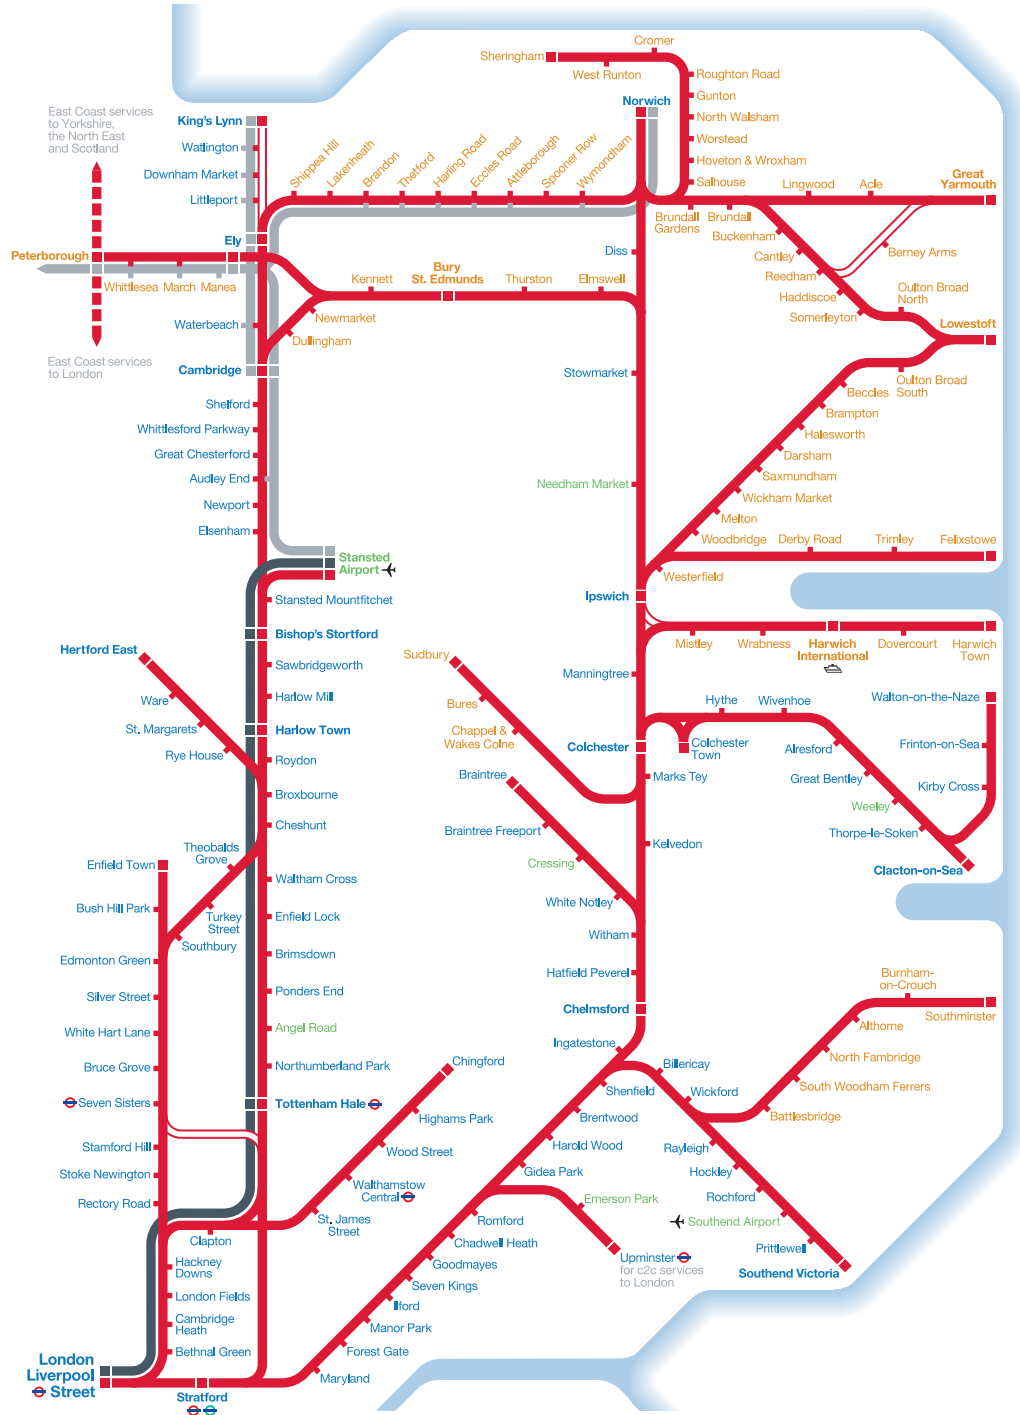 Cromer
Sheringham
West Runton
Roughton Road
Gunton
North Walsham
Worstead
Hoveton & Wroxham
Salhouse
Norwich
East Coast services
to Yorkshire,
the North East
and Scotland
King's Lynn
Watlington
Downham Market
Littleport
Ely
Shippea Hill
Lakenheath
Brandon
Thetford
Harling Road
Eccles Road
Attleborough
Spooner Row
Wymondham
Lingwood
Acle
Great
Yarmouth
Brundall
Gardens
Brundall
Buckenham
Cantley
Reedham
Haddiscoe
Somerleyton
Berney Arms
Oulton Broad
North
Lowestoft
Oulton Broad
South
Beccles
Brampton
Halesworth
Darsham
Saxmundham
Wickham Market
Melton
Woodbridge
Westerfield
Derby Road
Trimley
Felixstowe
Peterborough
Whittlesea
March
Manea
East Coast services
to London
Waterbeach
Cambridge
Kennett
Bury
St. Edmunds
Thurston
Elmswell
Newmarket
Dullingham
Diss
Stowmarket
Needham Market
Ipswich
Shelford
Whittlesford Parkway
Great Chesterford
Audley End
Newport
Elsenham
Stansted
Airport
Stansted Mountfitchet
Bishop's Stortford
Sawbridgeworth
Harlow Mill
Harlow Town
Roydon
Broxbourne
Cheshunt
Hertford East
Ware
St. Margarets
Rye House
Mistley
Wrabness
Harwich
International
Dovercourt
Harwich
Town
Manningtree
Sudbury
Bures
Chappel &
Wakes Colne
Hythe
Wivenhoe
Walton-on-the-Naze
Frinton-on-Sea
Kirby Cross
Colchester
Colchester
Town
Alresford
Great Bentley
Weeley
Thorpe-le-Soken
Clacton-on-Sea
Marks Tey
Kelvedon
Braintree
Braintree Freeport
Cressing
White Notley
Witham
Hatfield Peverel
Chelmsford
Ingatestone
Theobalds
Grove
Turkey
Street
Southbury
Waltham Cross
Enfield Lock
Brimsdown
Ponders End
Angel Road
Northumberland Park
Tottenham Hale
Enfield Town
Bush Hill Park
Edmonton Green
Silver Street
White Hart Lane
Bruce Grove
Seven Sisters
Stamford Hill
Stoke Newington
Rectory Road
Clapton
Hackney
Downs
London Fields
Cambridge
Heath
Bethnal Green
London
Liverpool
Street
Stratford
Chingford
Highams Park
Wood Street
Walthamstow
Central
St. James
Street
Shenfield
Brentwood
Harold Wood
Gidea Park
Romford
Chadwell Heath
Goodmayes
Seven Kings
Ilford
Manor Park
Forest Gate
Maryland
Emerson Park
Upminster
for c2c services
to London
Billericay
Wickford
Battlesbridge
South Woodham Ferrers
North Fambridge
Althorne
Burnham-
on-Crouch
Southminster
Rayleigh
Hockley
Rochford
Southend Airport
Prittlewell
Southend Victoria